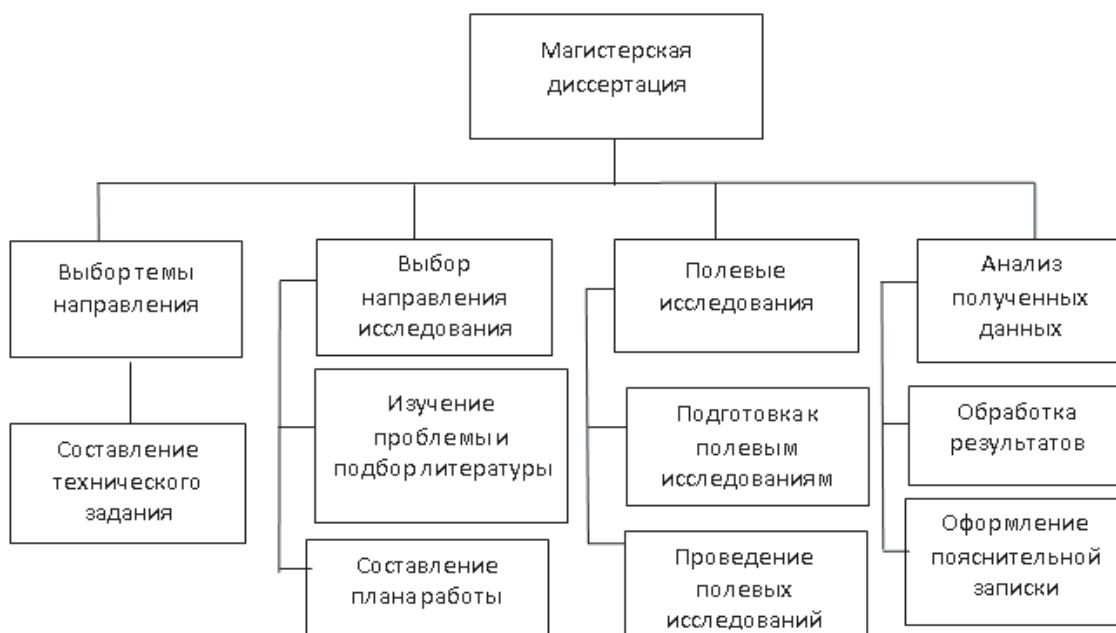 Магистерская
диссертация
Выбор темы
направления
Выбор
направления
исследования
Полевые
исследования
Анализ
полученных
данных
Составление
технического
задания
Изучение
проблемы и
подбор литературы
Подготовка к
полевым
исследованиям
Обработка
результатов
Составление
плана работы
Проведение
полевых
исследований
Оформление
пояснительной
записки